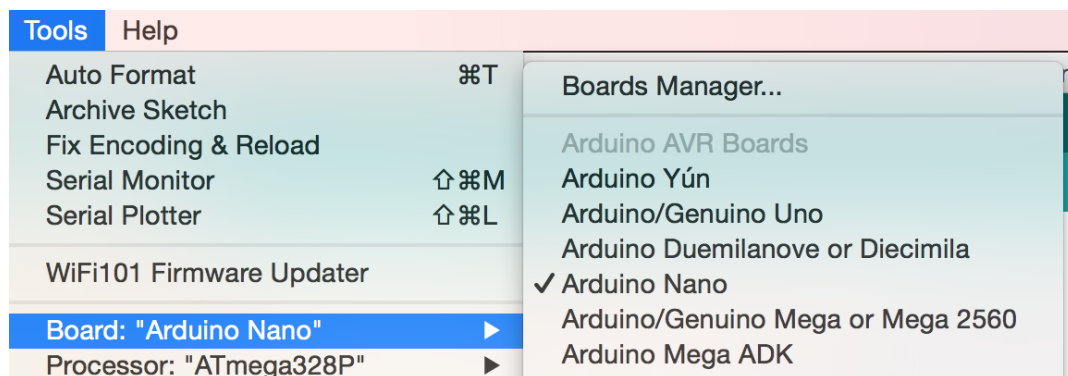 Tools Help
Auto Format ⌘T
Archive Sketch
Fix Encoding & Reload
Serial Monitor ⇧⌘M
Serial Plotter ⇧⌘L
WiFi101 Firmware Updater
Board: "Arduino Nano" ▶
Processor: "ATmega328P" ▶
Boards Manager...
Arduino AVR Boards
Arduino Yún
Arduino/Genuino Uno
Arduino Duemilanove or Diecimila
✓ Arduino Nano
Arduino/Genuino Mega or Mega 2560
Arduino Mega ADK